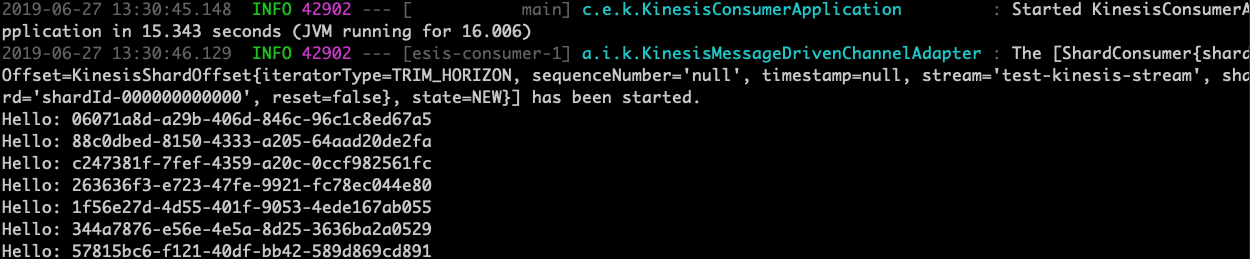 2019-06-27 13:30:45.148  INFO 42902 --- [           main] c.e.k.KinesisConsumerApplication         : Started KinesisConsumerA
pplication in 15.343 seconds (JVM running for 16.006)
2019-06-27 13:30:46.129  INFO 42902 --- [esis-consumer-1] a.i.k.KinesisMessageDrivenChannelAdapter : The [ShardConsumer{shard
Offset=KinesisShardOffset{iteratorType=TRIM_HORIZON, sequenceNumber='null', timestamp=null, stream='test-kinesis-stream', sha
rd='shardId-000000000000', reset=false}, state=NEW}] has been started.
Hello: 06071a8d-a29b-406d-846c-96c1c8ed67a5
Hello: 88c0dbed-8150-4333-a205-64aad20de2fa
Hello: c247381f-7fef-4359-a20c-0ccf982561fc
Hello: 263636f3-e723-47fe-9921-fc78ec044e80
Hello: 1f56e27d-4d55-401f-9053-4ede167ab055
Hello: 344a7876-e56e-4e5a-8d25-3636ba2a0529
Hello: 57815bc6-f121-40df-bb42-589d869cd891